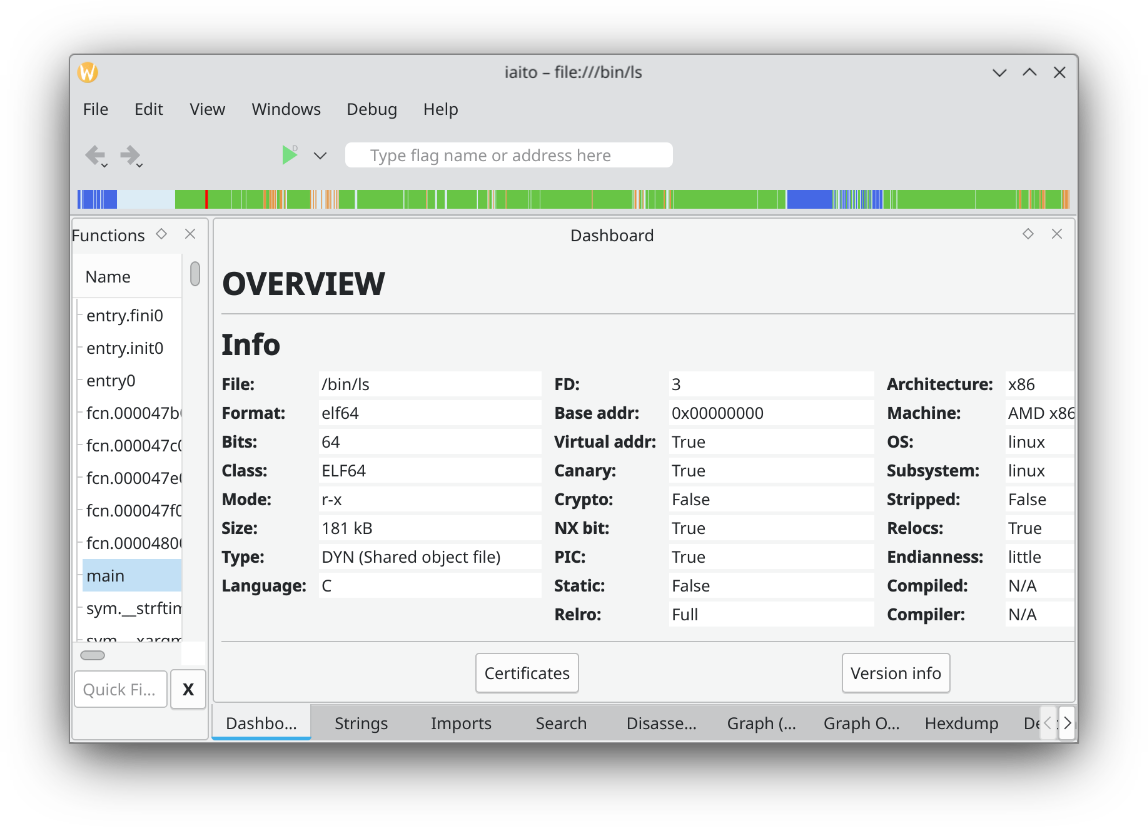 iaito – file:///bin/ls
File Edit View Windows Debug Help
Type flag name or address here
Functions
Name
entry.fini0
entry.init0
entry0
fcn.000047b
fcn.000047c
fcn.000047e
fcn.000047f
fcn.0000480
main
sym.__strftim
sym.__xargm
Quick Fi... X
Dashboard
OVERVIEW
Info
File: /bin/ls FD: 3 Architecture: x86
Format: elf64 Base addr: 0x00000000 Machine: AMD x86
Bits: 64 Virtual addr: True OS: linux
Class: ELF64 Canary: True Subsystem: linux
Mode: r-x Crypto: False Stripped: False
Size: 181 kB NX bit: True Relocs: True
Type: DYN (Shared object file) PIC: True Endianness: little
Language: C Static: False Compiled: N/A
Relro: Full Compiler: N/A
Certificates Version info
Dashbo... Strings Imports Search Disasse... Graph (... Graph O... Hexdump De